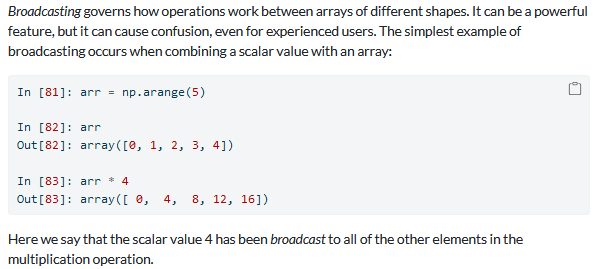 Broadcasting governs how operations work between arrays of different shapes. It can be a powerful
feature, but it can cause confusion, even for experienced users. The simplest example of
broadcasting occurs when combining a scalar value with an array:
In [81]: arr = np.arange(5)
In [82]: arr
Out[82]: array([0, 1, 2, 3, 4])
In [83]: arr * 4
Out[83]: array([ 0,  4,  8, 12, 16])
Here we say that the scalar value 4 has been broadcast to all of the other elements in the
multiplication operation.